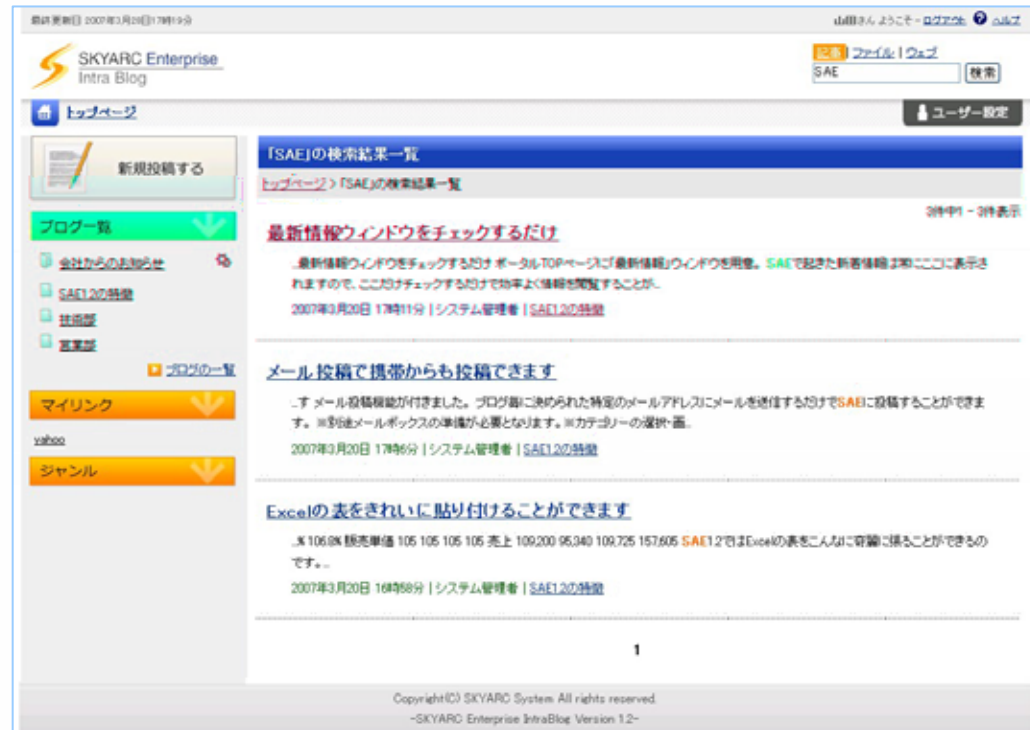 最終更新日 2007年3月20日17時19分
山田さん ようこそ - ログアウト ヘルプ
SKYARC Enterprise
Intra Blog
記事 | ファイル | ウェブ
SAE 検索
トップページ
ユーザー設定
新規投稿する
「SAE」の検索結果一覧
トップページ > 「SAE」の検索結果一覧
3件中1 - 3件表示
ブログ一覧
会社からのお知らせ
SAE1.2の特徴
技術部
営業部
ブログの一覧
マイリンク
yahoo
ジャンル
最新情報ウィンドウをチェックするだけ
...最新情報ウィンドウをチェックするだけ ポータルTOPページに「最新情報」ウィンドウを用意。 SAEで起きた新着情報は常にここに表示さ
れますので、ここだけチェックするだけで効率よく情報を閲覧することが...
2007年3月20日 17時11分 | システム管理者 | SAE1.2の特徴
メール投稿で携帯からも投稿できます
...す メール投稿機能が付きました。ブログ毎に決められた特定のメールアドレスにメールを送信するだけでSAEに投稿することができま
す。 ※別途メールボックスの準備が必要となります。※カテゴリーの選択・画...
2007年3月20日 17時6分 | システム管理者 | SAE1.2の特徴
Excelの表をきれいに貼り付けることができます
...% 106.8% 販売単価 105 105 105 105 売上 109,200 95,340 109,725 157,605 SAE1.2ではExcelの表をこんなに綺麗に張ることができるの
です。...
2007年3月20日 16時58分 | システム管理者 | SAE1.2の特徴
1
Copyright(C) SKYARC System All rights reserved.
-SKYARC Enterprise IntraBlog Version 1.2-